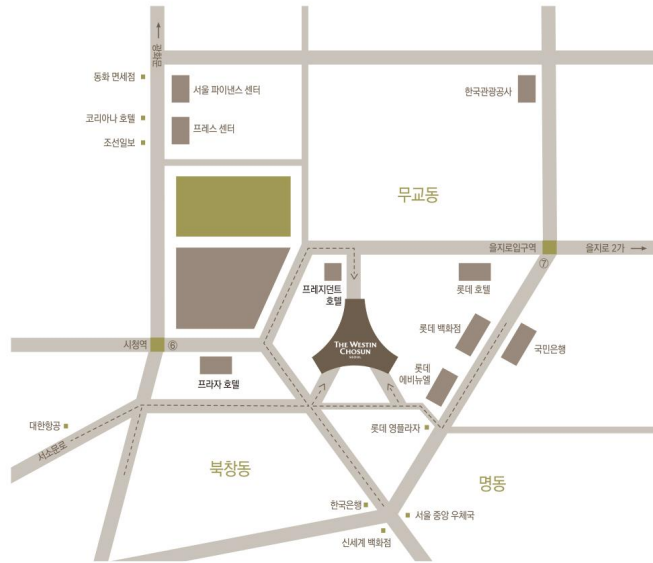 광화문
동화 면세점
서울 파이낸스 센터
한국관광공사
코리아나 호텔
프레스 센터
조선일보
무교동
을지로입구역
을지로 2가
⑦
프레지던트
호텔
롯데 호텔
롯데 백화점
국민은행
THE WESTIN
CHOSUN
시청역
⑥
프라자 호텔
롯데
에비뉴엘
대한항공
서소문로
롯데 영플라자
북창동
명동
한국은행
서울 중앙 우체국
신세계 백화점